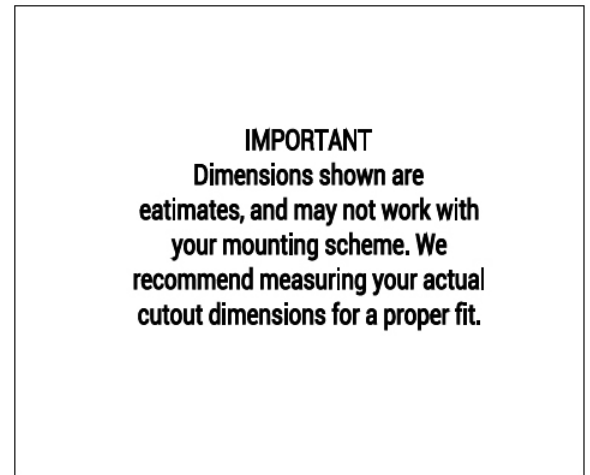 IMPORTANT
Dimensions shown are
eatimates, and may not work with
your mounting scheme. We
recommend measuring your actual
cutout dimensions for a proper fit.